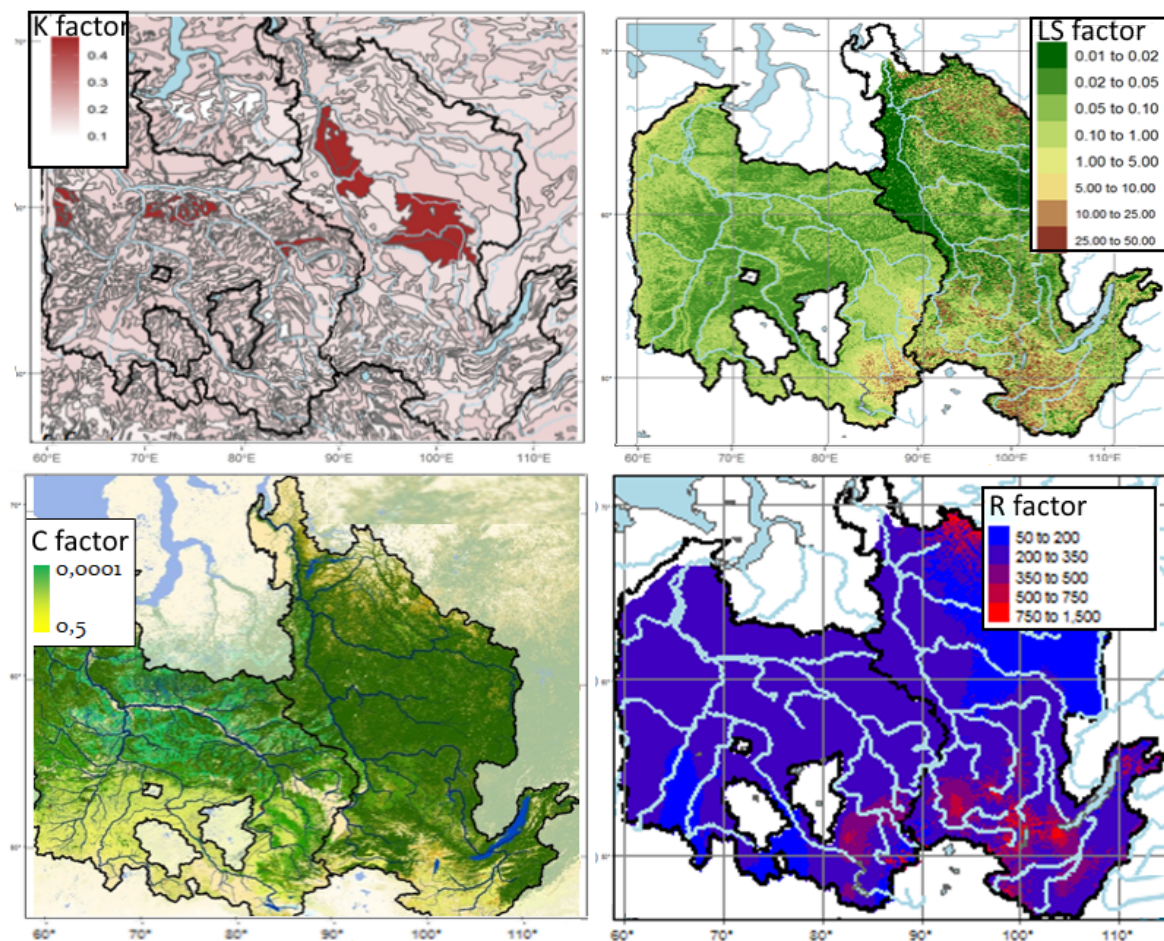 K factor
0.4
0.3
0.2
0.1
70°
60°E
70°E
80°E
90°E
100°E
110°E
LS factor
0.01 to 0.02
0.02 to 0.05
0.05 to 0.10
0.10 to 1.00
1.00 to 5.00
5.00 to 10.00
10.00 to 25.00
25.00 to 50.00
70°
60°
60°E
70°E
80°E
90°E
100°E
110°E
C factor
0,0001
0,5
70°
60°
60°
70°
80°
90°
100°
110°
R factor
50 to 200
200 to 350
350 to 500
500 to 750
750 to 1,500
60°
70°
80°
90°
100°
110°